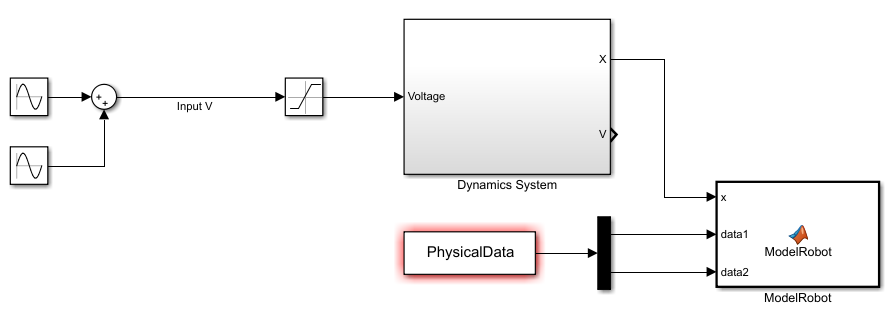 X
Input V
Voltage
V
Dynamics System
x
PhysicalData
data1
ModelRobot
data2
ModelRobot